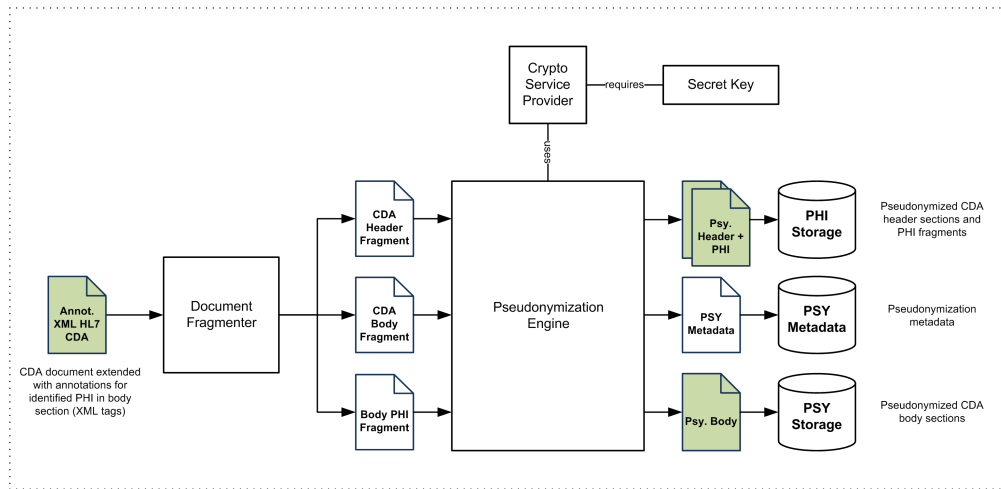 Crypto
Service
Provider
requires
Secret Key
uses
CDA
Header
Fragment
Psy.
Header +
PHI
PHI
Storage
Pseudonymized CDA
header sections and
PHI fragments
Annot.
XML HL7
CDA
Document
Fragmenter
CDA
Body
Fragment
Pseudonymization
Engine
PSY
Metadata
PSY
Metadata
Pseudonymization
metadata
CDA document extended
with annotations for
identified PHI in body
section (XML tags)
Body PHI
Fragment
Psy. Body
PSY
Storage
Pseudonymized CDA
body sections